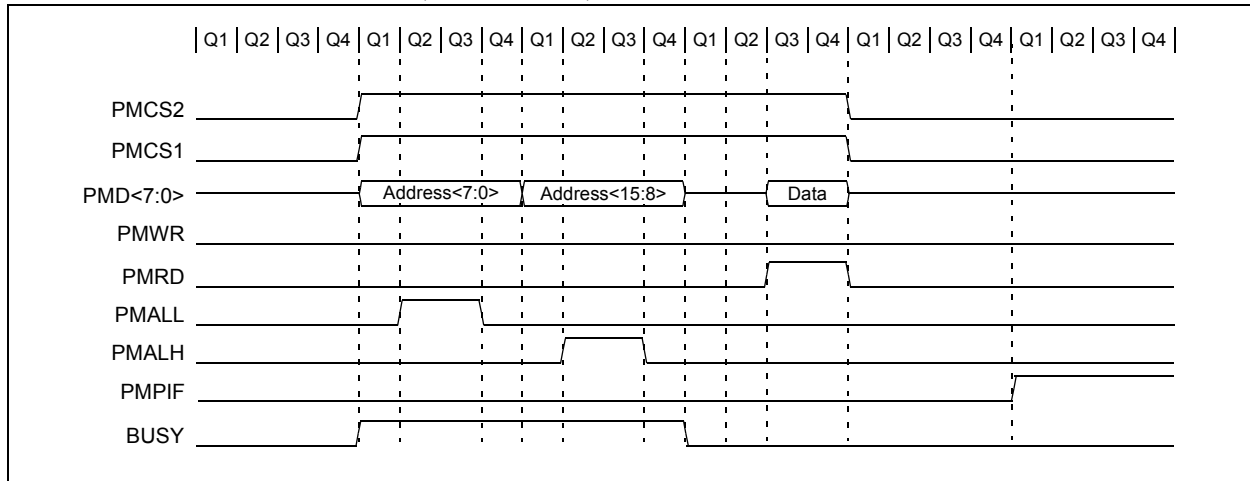 Q1 Q2 Q3 Q4 Q1 Q2 Q3 Q4 Q1 Q2 Q3 Q4 Q1 Q2 Q3 Q4 Q1 Q2 Q3 Q4 Q1 Q2 Q3 Q4
PMCS2
PMCS1
PMD<7:0> Address<7:0> Address<15:8> Data
PMWR
PMRD
PMALL
PMALH
PMPIF
BUSY